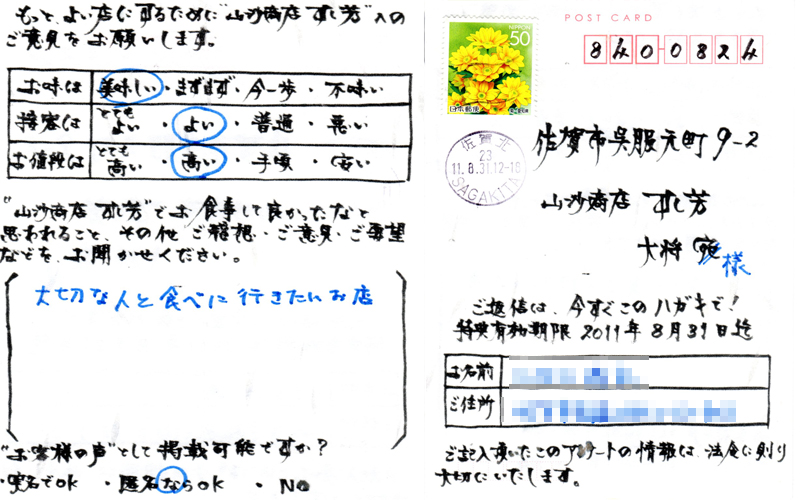 もっと、よい店にするために"山沙商店 すし芳"への
ご意見をお願いします。
お味は 美味しい・まずまず・今一歩・不味い
接客は とてもよい・よい・普通・悪い
お値段は とても高い・高い・手頃・安い
"山沙商店 すし芳"でお食事して良かったなと
思われること、その他ご感想・ご意見・ご要望
などを、お聞かせください。
大切な人と食べに行きたいお店
"お客様の声"として掲載可能ですか?
・実名でOK ・匿名ならOK ・NO
NIPPON
50
日本郵便
POST CARD
8400824
佐賀北
23
11.8.31.12-18
SAGAKITA
佐賀市呉服元町9-2
山沙商店 すし芳
大将 様
ご返信は、今すぐこのハガキで!
特典有効期限 2011年8月31日迄
お名前
ご住所
ご記入頂いたこのアンケートの情報は、法令に則り
大切にいたします。